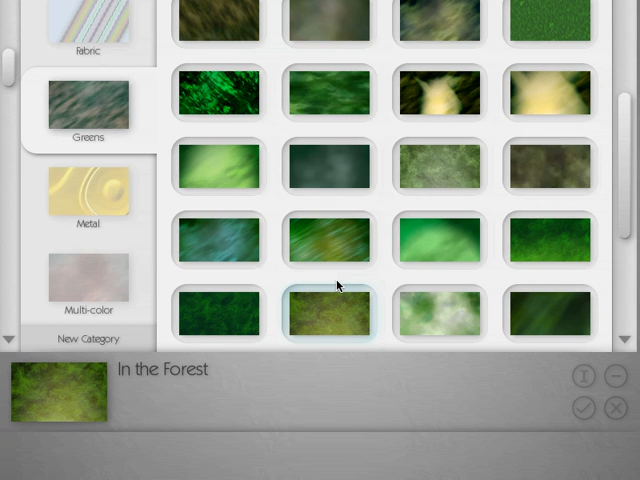 Fabric
Greens
Metal
Multi-color
New Category
In the Forest